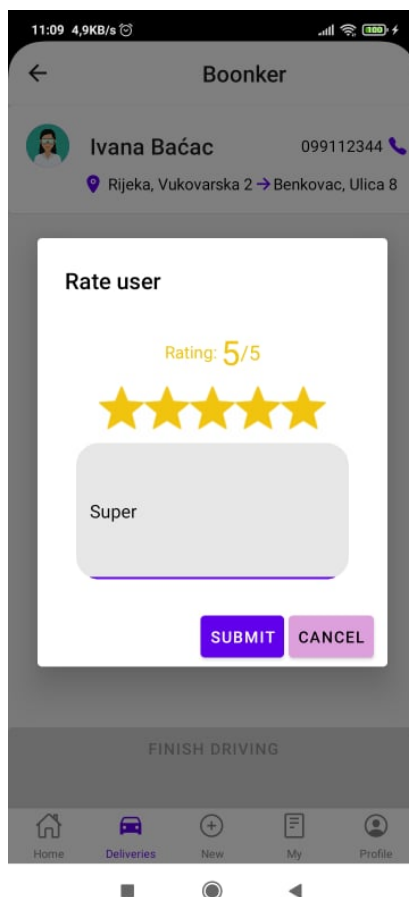 11:09 4,9KB/s 100
Boonker
Ivana Baćac 099112344
Rijeka, Vukovarska 2 → Benkovac, Ulica 8
Rate user
Rating: 5/5
Super
SUBMIT CANCEL
FINISH DRIVING
Home Deliveries New My Profile